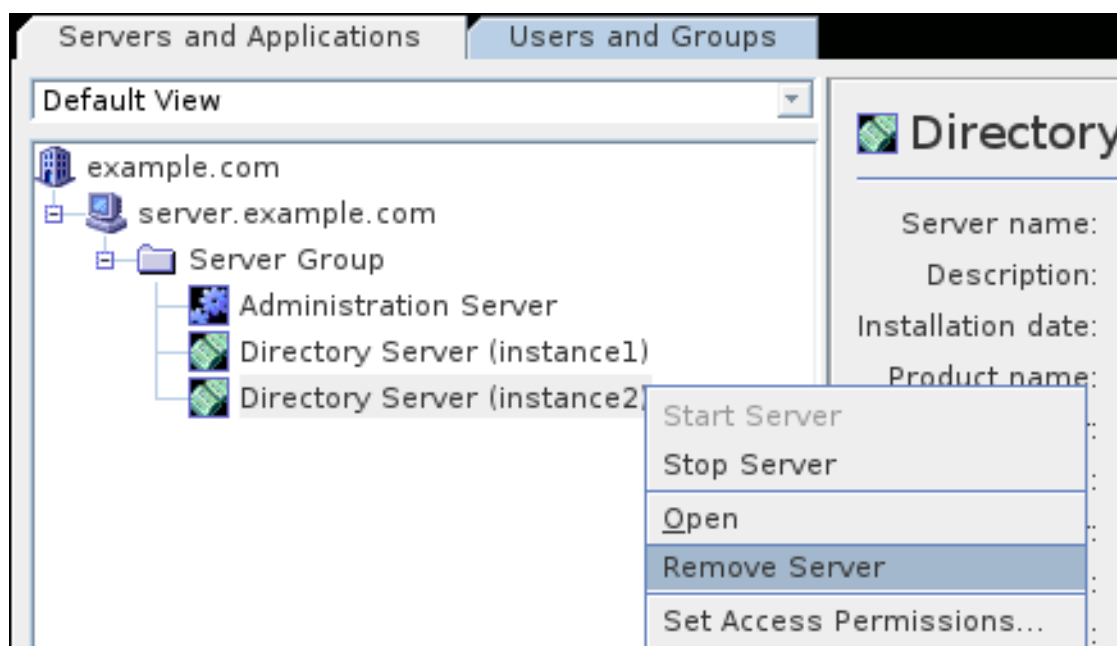 Servers and Applications
Users and Groups
Default View
example.com
server.example.com
Server Group
Administration Server
Directory Server (instance1)
Directory Server (instance2)
Directory
Server name:
Description:
Installation date:
Product name:
Start Server
Stop Server
Open
Remove Server
Set Access Permissions...